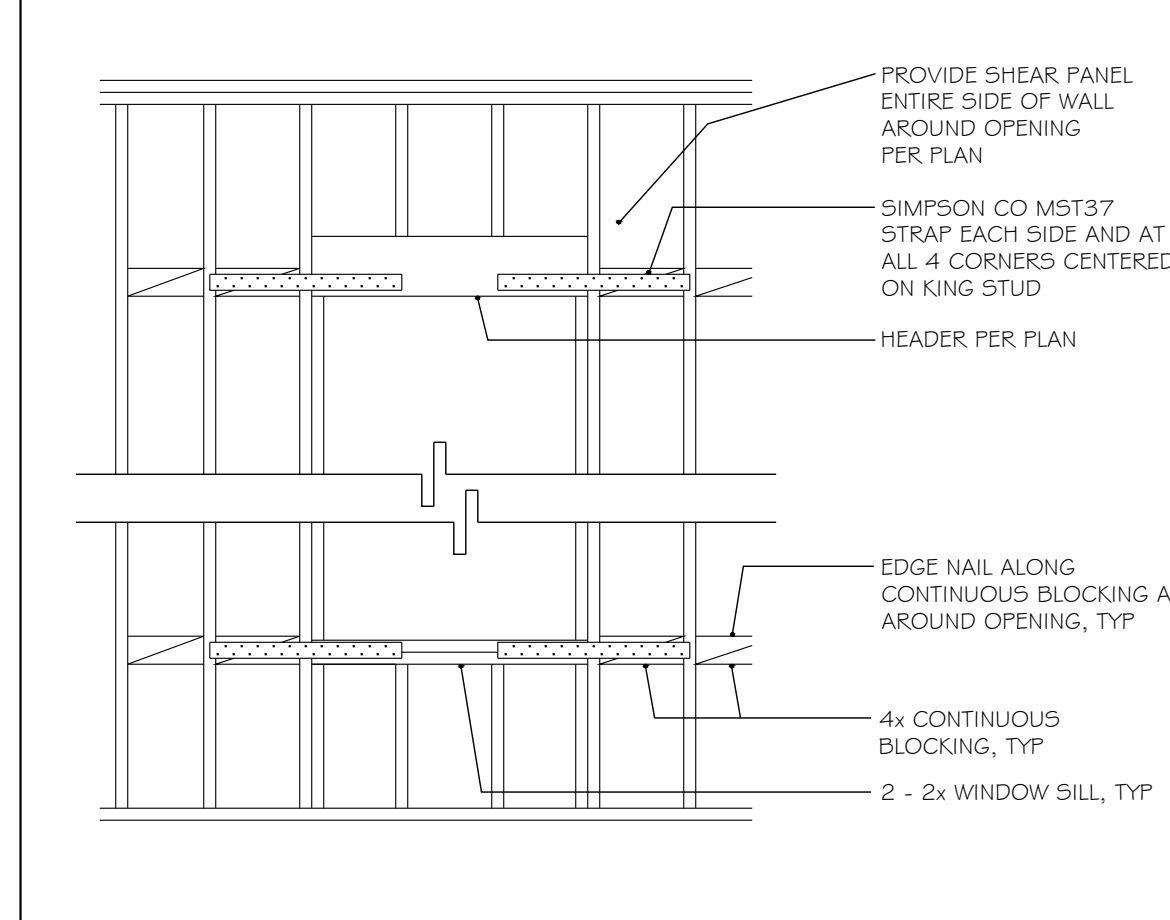 PROVIDE SHEAR PANEL
ENTIRE SIDE OF WALL
AROUND OPENING
PER PLAN
SIMPSON CO MST37
STRAP EACH SIDE AND AT
ALL 4 CORNERS CENTERED
ON KING STUD
HEADER PER PLAN
EDGE NAIL ALONG
CONTINUOUS BLOCKING
AROUND OPENING, TYP
4x CONTINUOUS
BLOCKING, TYP
2 - 2x WINDOW SILL, TYP